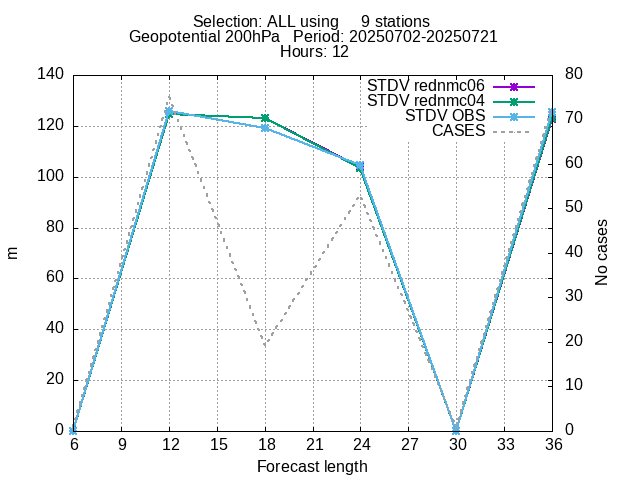 Selection: ALL using 9 stations
Geopotential 200hPa Period: 20250702-20250721
Hours: 12
STDV rednmc06
STDV rednmc04
STDV OBS
CASES
140
120
100
80
60
40
20
0
80
70
60
50
40
30
20
10
0
m
No cases
6 9 12 15 18 21 24 27 30 33 36
Forecast length